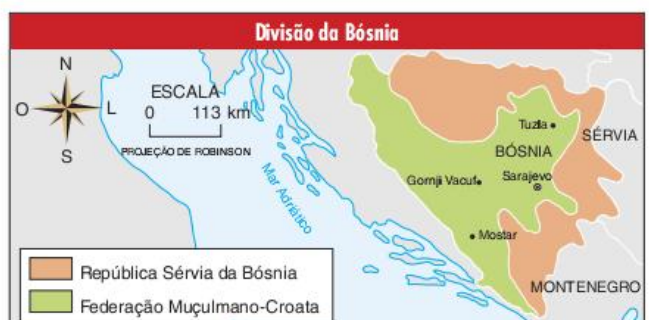 Divisão da Bósnia
N
O
L
S
ESCALA
0 113 km
PROJEÇÃO DE ROBINSON
Mar Adriático
Tuzla
SÉRVIA
BÓSNIA
Gornji Vacuf
Sarajevo
Mostar
MONTENEGRO
República Sérvia da Bósnia
Federação Muçulmano-Croata